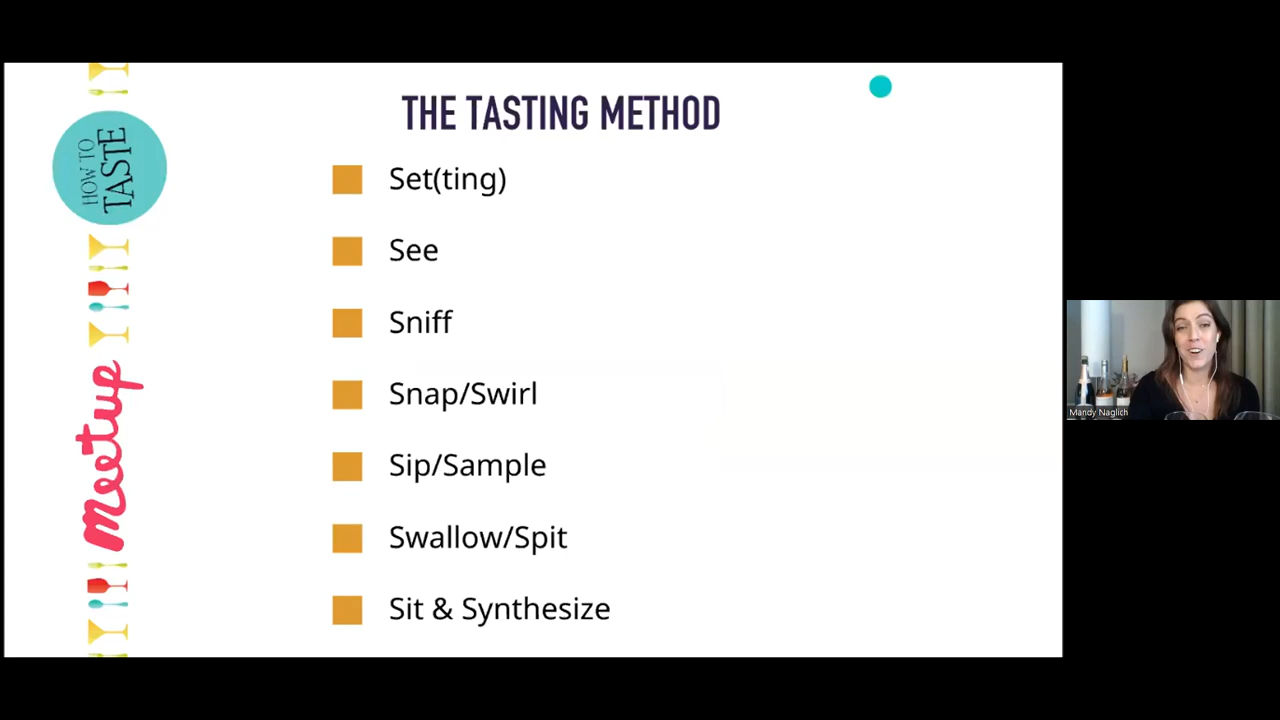 THE TASTING METHOD
HOW TO
TASTE
meetup
Set(ting)
See
Sniff
Snap/Swirl
Sip/Sample
Swallow/Spit
Sit & Synthesize
Mandy Naglich